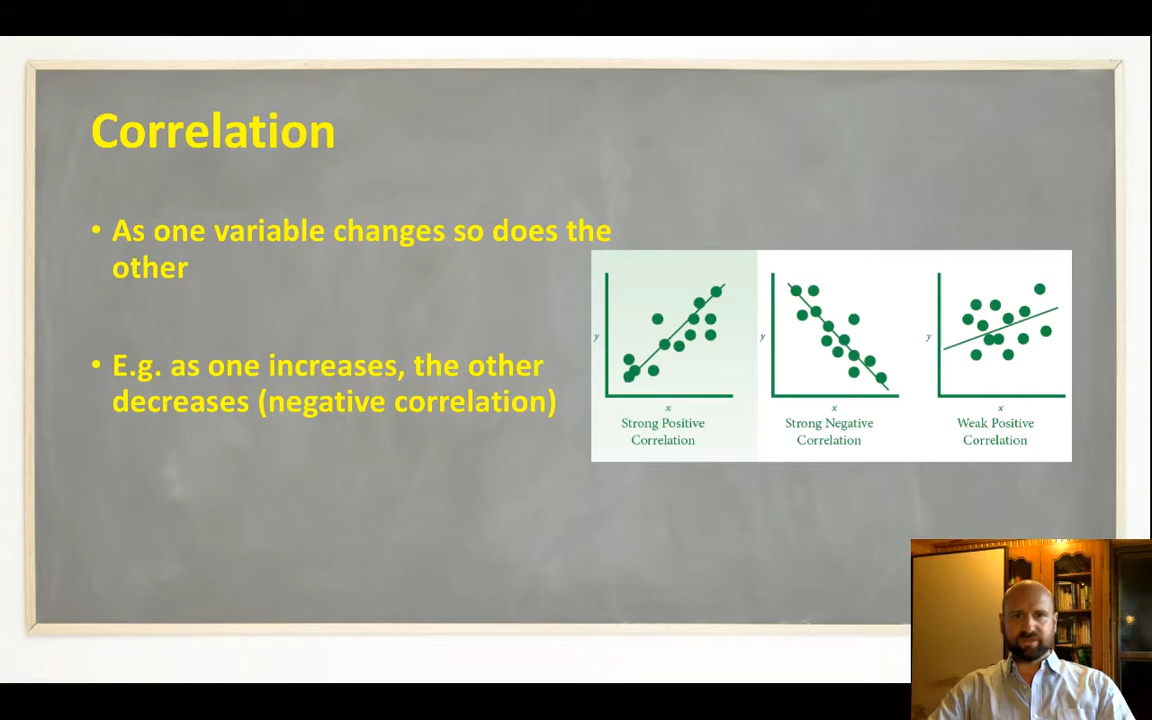 Correlation
• As one variable changes so does the
other
• E.g. as one increases, the other
decreases (negative correlation)
y
x
Strong Positive
Correlation
y
x
Strong Negative
Correlation
y
x
Weak Positive
Correlation